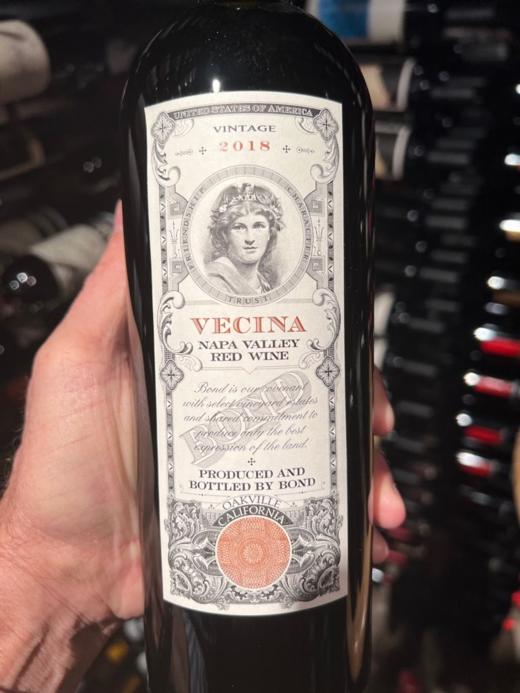 UNITED STATES OF AMERICA
VINTAGE
2018
FRIENDSHIP
CHARACTER
TRUST
VECINA
NAPA VALLEY
RED WINE
Bond is our covenant
with select vineyard estates
and shared commitment to
produce only the best
expression of the land.
BOND
PRODUCED AND
BOTTLED BY BOND
OAKVILLE
CALIFORNIA